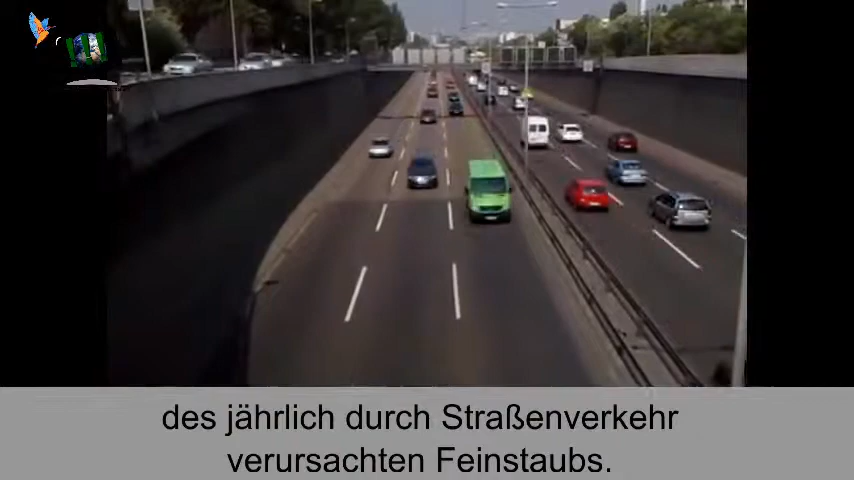 des jährlich durch Straßenverkehr
verursachten Feinstaubs.